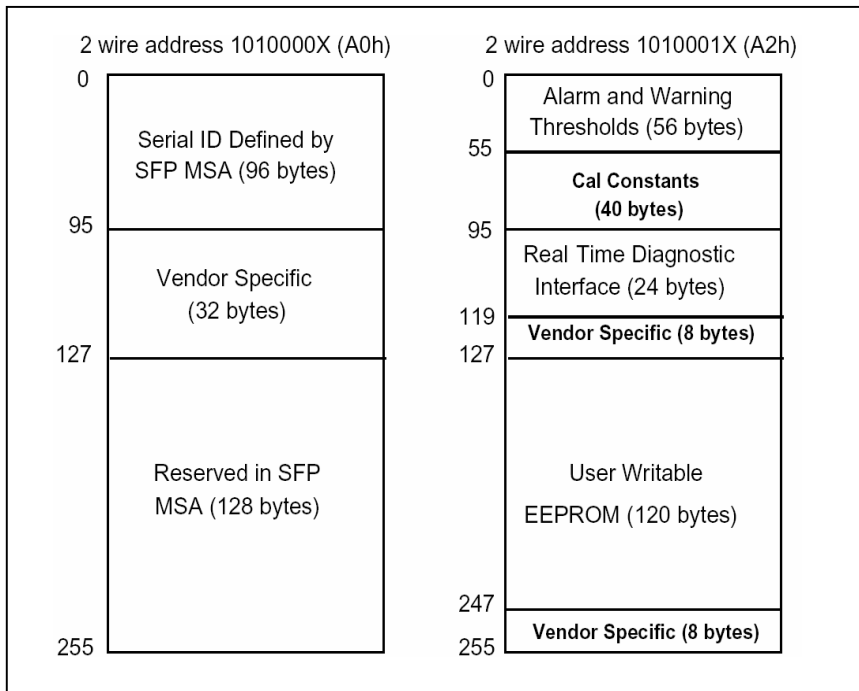 2 wire address 1010000X (A0h)
0
Serial ID Defined by
SFP MSA (96 bytes)
95
Vendor Specific
(32 bytes)
127
Reserved in SFP
MSA (128 bytes)
255
2 wire address 1010001X (A2h)
0
Alarm and Warning
Thresholds (56 bytes)
55
Cal Constants
(40 bytes)
95
Real Time Diagnostic
Interface (24 bytes)
119
Vendor Specific (8 bytes)
127
User Writable
EEPROM (120 bytes)
247
Vendor Specific (8 bytes)
255